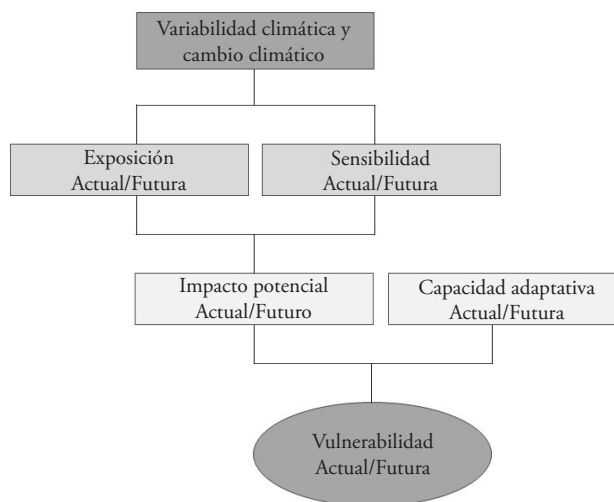 Variabilidad climática y
cambio climático
Exposición
Actual/Futura
Sensibilidad
Actual/Futura
Impacto potencial
Actual/Futuro
Capacidad adaptativa
Actual/Futura
Vulnerabilidad
Actual/Futura